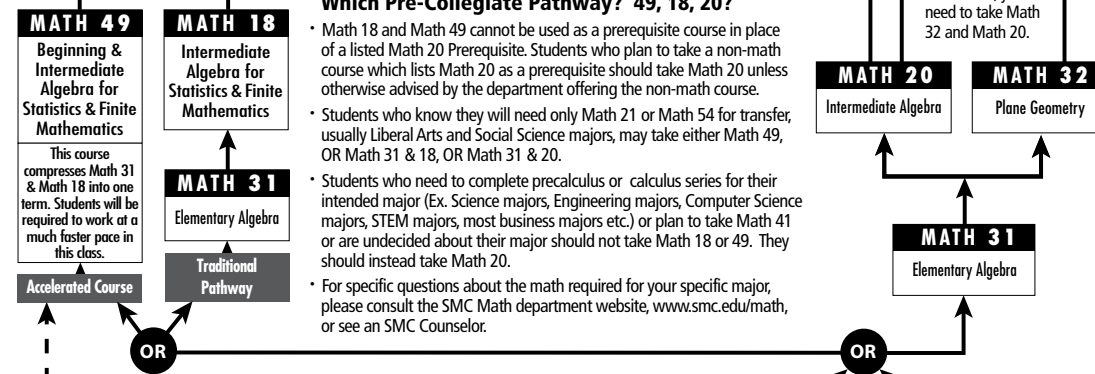 MATH 49
Beginning &
Intermediate
Algebra for
Statistics & Finite
Mathematics
This course
compresses Math 31
& Math 18 into one
term. Students will be
required to work at a
much faster pace in
this class.
Accelerated Course
MATH 18
Intermediate
Algebra for
Statistics & Finite
Mathematics
MATH 31
Elementary Algebra
Traditional
Pathway
OR
Which Pre-Collegiate Pathway? 49, 18, 20?
• Math 18 and Math 49 cannot be used as a prerequisite course in place
of a listed Math 20 Prerequisite. Students who plan to take a non-math
course which lists Math 20 as a prerequisite should take Math 20 unless
otherwise advised by the department offering the non-math course.
• Students who know they will need only Math 21 or Math 54 for transfer,
usually Liberal Arts and Social Science majors, may take either Math 49,
OR Math 31 & 18, OR Math 31 & 20.
• Students who need to complete precalculus or calculus series for their
intended major (Ex. Science majors, Engineering majors, Computer Science
majors, STEM majors, most business majors etc.) or plan to take Math 41
or are undecided about their major should not take Math 18 or 49. They
should instead take Math 20.
• For specific questions about the math required for your specific major,
please consult the SMC Math department website, www.smc.edu/math,
or see an SMC Counselor.
need to take Math
32 and Math 20.
MATH 20
Intermediate Algebra
MATH 32
Plane Geometry
MATH 31
Elementary Algebra
OR